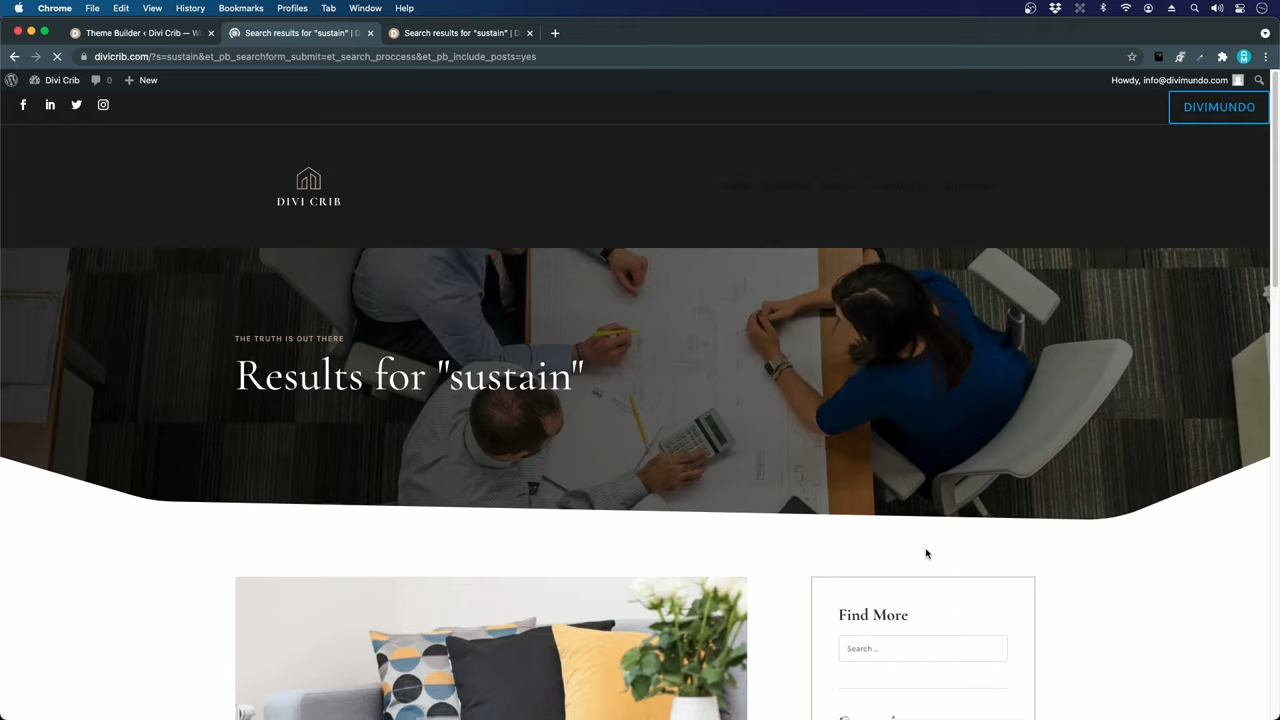 Chrome File Edit View History Bookmarks Profiles Tab Window Help
Theme Builder ‹ Divi Crib — W
Search results for "sustain" | D
Search results for "sustain" | D
divicrib.com/?s=sustain&et_pb_searchform_submit=et_search_proccess&et_pb_include_posts=yes
Divi Crib 0 New
Howdy, info@divimundo.com
DIVIMUNDO
DIVI CRIB
THE TRUTH IS OUT THERE
Results for "sustain"
Find More
Search …